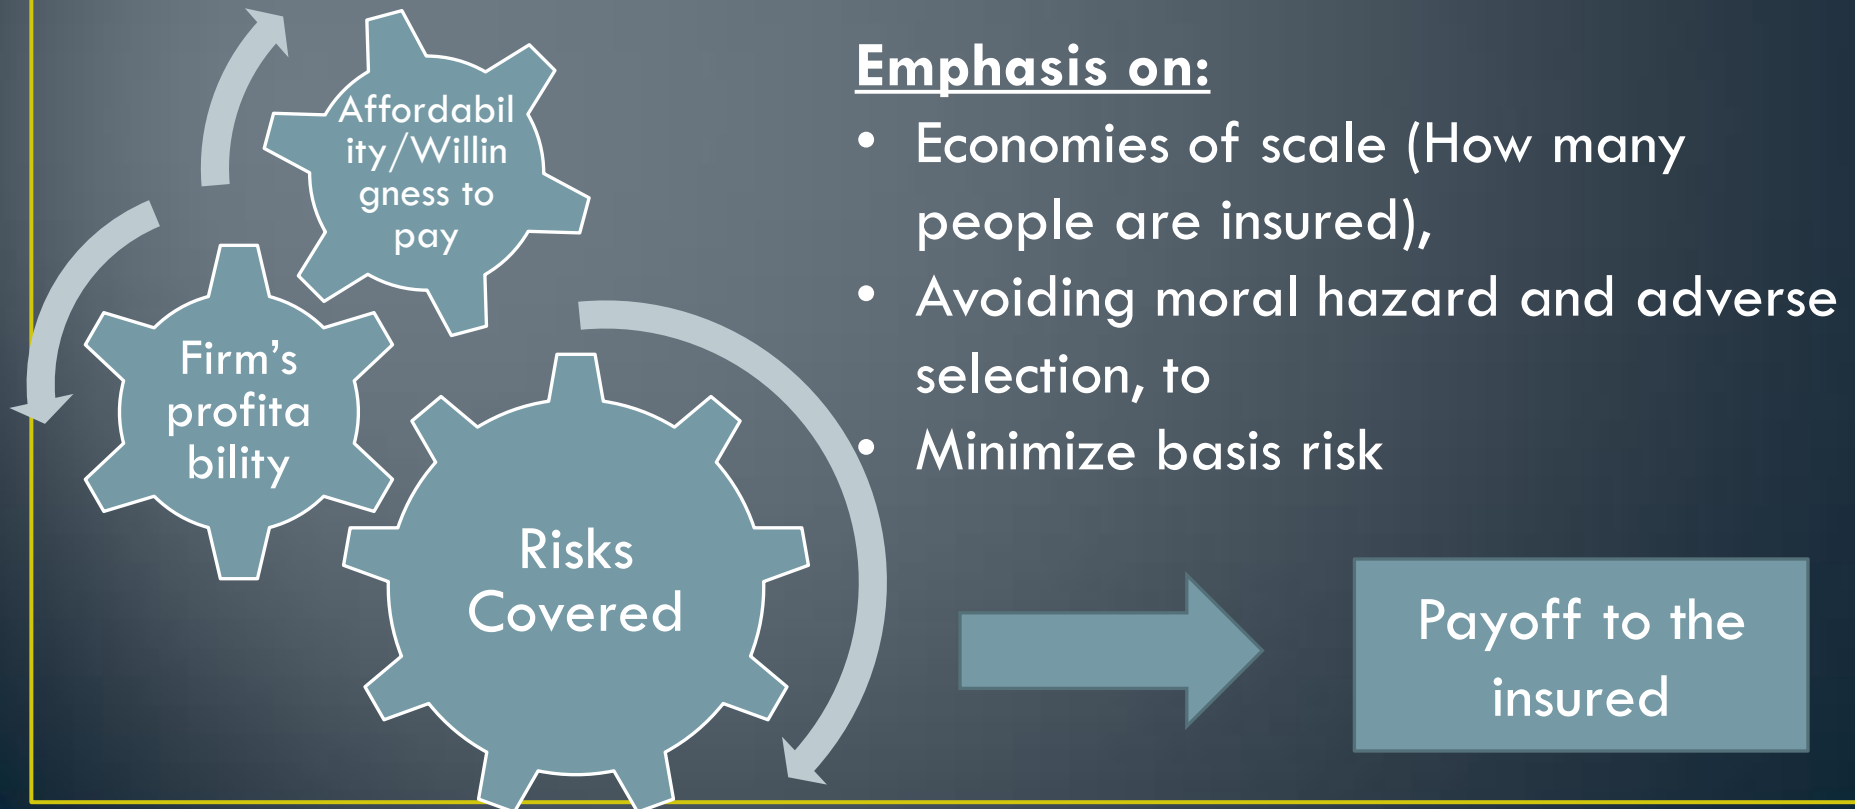 Affordabil
ity/Willin
gness to
pay
Firm's
profita
bility
Risks
Covered
Emphasis on:
• Economies of scale (How many
people are insured),
• Avoiding moral hazard and adverse
selection, to
• Minimize basis risk
Payoff to the
insured